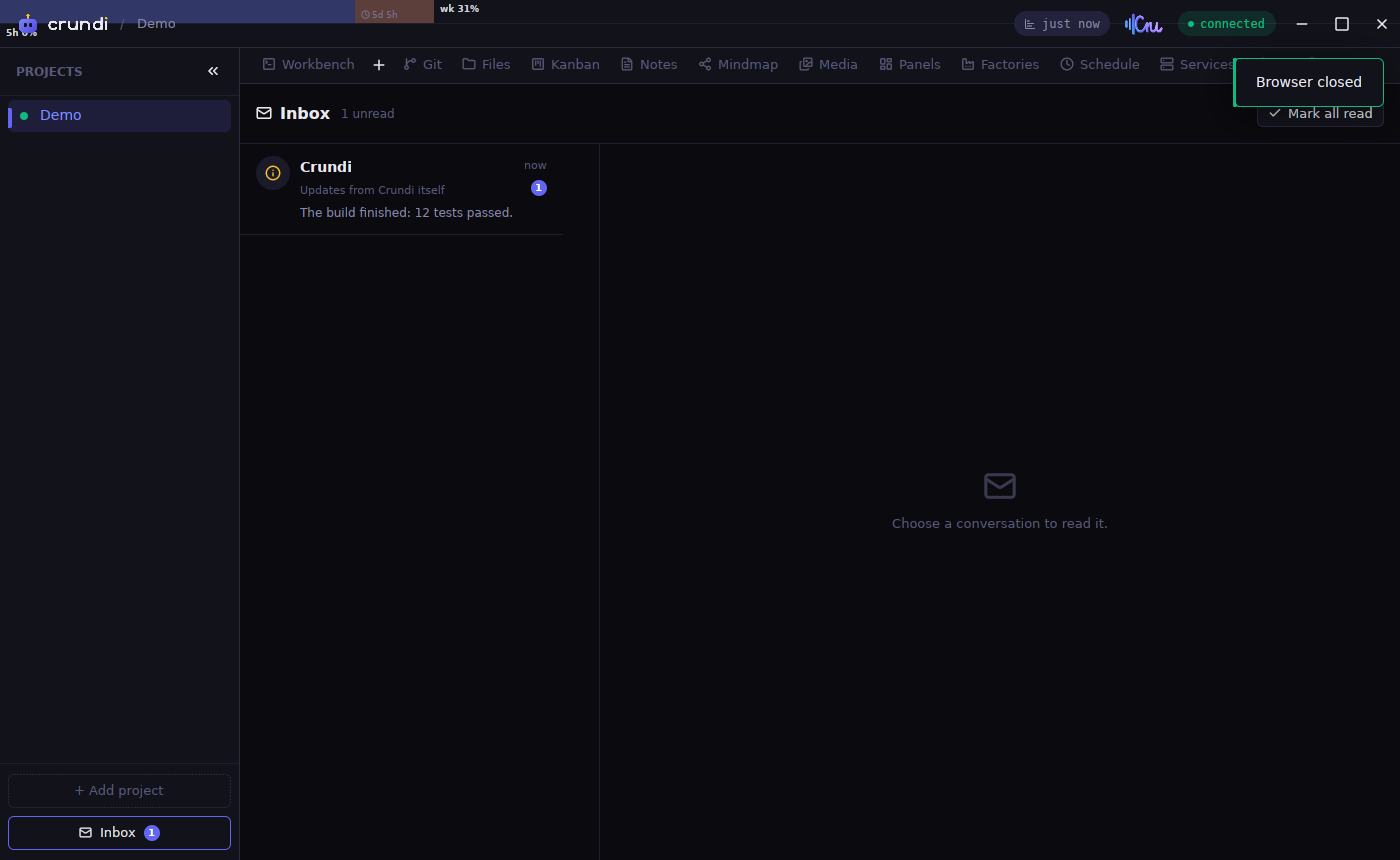 5d 5h
wk 31%
crundi / Demo
just now
Cru
connected
PROJECTS
Workbench
Git
Files
Kanban
Notes
Mindmap
Media
Panels
Factories
Schedule
Services
Browser closed
Demo
Inbox 1 unread
Mark all read
Crundi
now
Updates from Crundi itself
1
The build finished: 12 tests passed.
Choose a conversation to read it.
+ Add project
Inbox 1